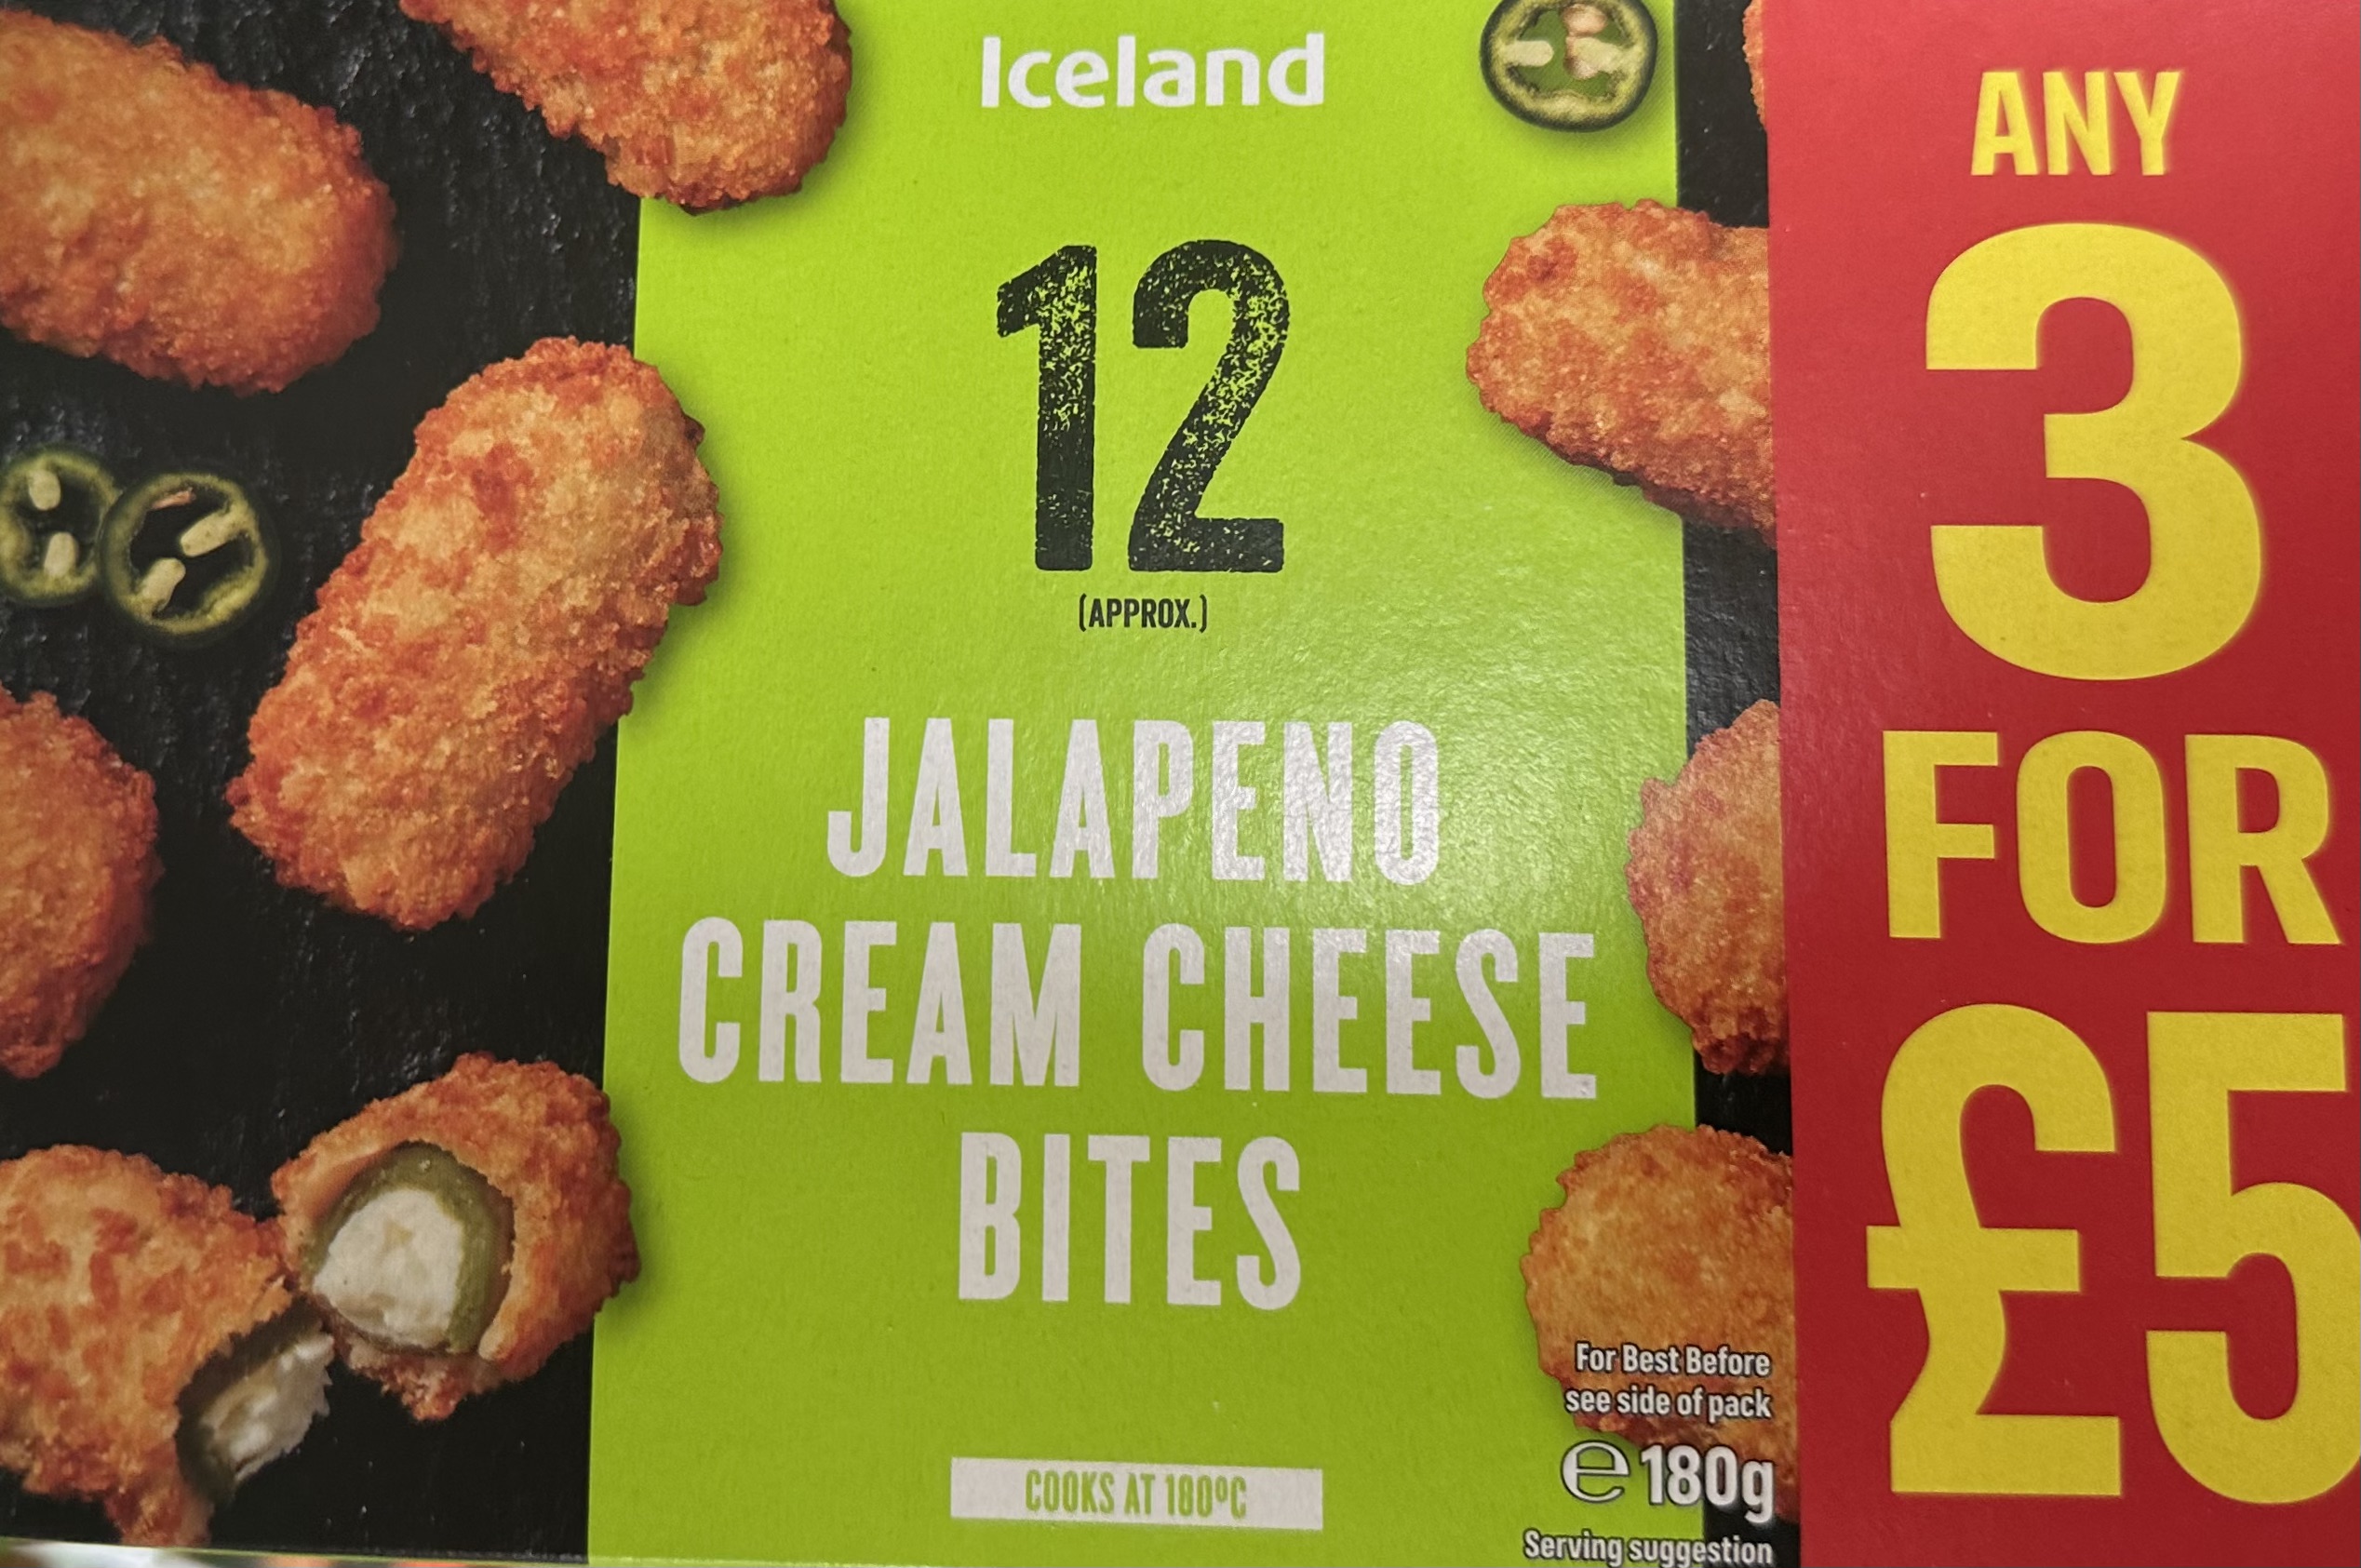 Iceland
12
(APPROX.)
JALAPENO
CREAM CHEESE
BITES
COOKS AT 180ºC
For Best Before
see side of pack
℮ 180g
Serving suggestion
ANY
3
FOR
£5